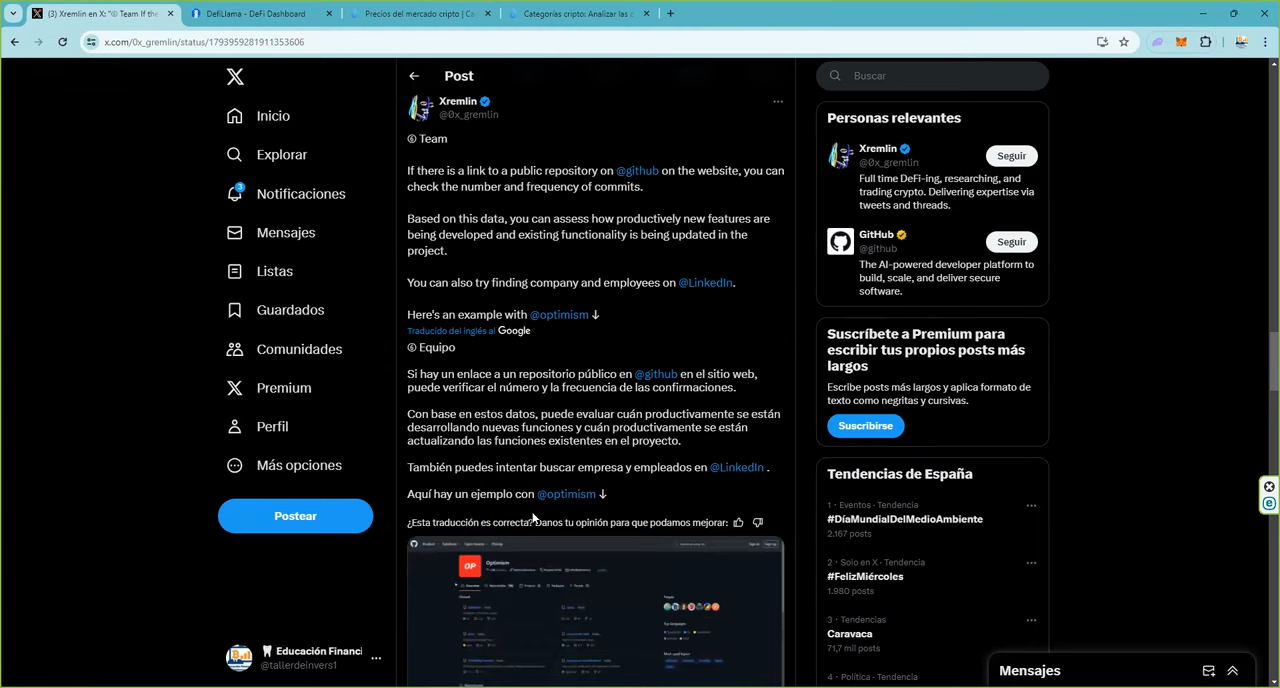 (3) Xremlin en X: "⑥ Team If the
DefiLlama - DeFi Dashboard
Precios del mercado cripto | Co
Categorías cripto: Analizar las c
x.com/0x_gremlin/status/1793959281911353606
Inicio
Explorar
3
Notificaciones
Mensajes
Listas
Guardados
Comunidades
Premium
Perfil
Más opciones
Postear
Educación Financi
@tallerdeinvers1
Post
Xremlin
@0x_gremlin
⑥ Team
If there is a link to a public repository on @github on the website, you can
check the number and frequency of commits.
Based on this data, you can assess how productively new features are
being developed and existing functionality is being updated in the
project.
You can also try finding company and employees on @LinkedIn.
Here's an example with @optimism ↓
Traducido del inglés al Google
⑥ Equipo
Si hay un enlace a un repositorio público en @github en el sitio web,
puede verificar el número y la frecuencia de las confirmaciones.
Con base en estos datos, puede evaluar cuán productivamente se están
desarrollando nuevas funciones y cuán productivamente se están
actualizando las funciones existentes en el proyecto.
También puedes intentar buscar empresa y empleados en @LinkedIn .
Aquí hay un ejemplo con @optimism ↓
¿Esta traducción es correcta? Danos tu opinión para que podamos mejorar:
OP
Optimism
Buscar
Personas relevantes
Xremlin
@0x_gremlin
Seguir
Full time DeFi-ing, researching, and
trading crypto. Delivering expertise via
tweets and threads.
GitHub
@github
Seguir
The AI-powered developer platform to
build, scale, and deliver secure
software.
Suscríbete a Premium para
escribir tus propios posts más
largos
Escribe posts más largos y aplica formato de
texto como negritas y cursivas.
Suscribirse
Tendencias de España
1 · Eventos · Tendencia
#DíaMundialDelMedioAmbiente
2.167 posts
2 · Solo en X · Tendencia
#FelizMiércoles
1.980 posts
3 · Tendencias
Caravaca
71,7 mil posts
4 · Política · Tendencia
Mensajes